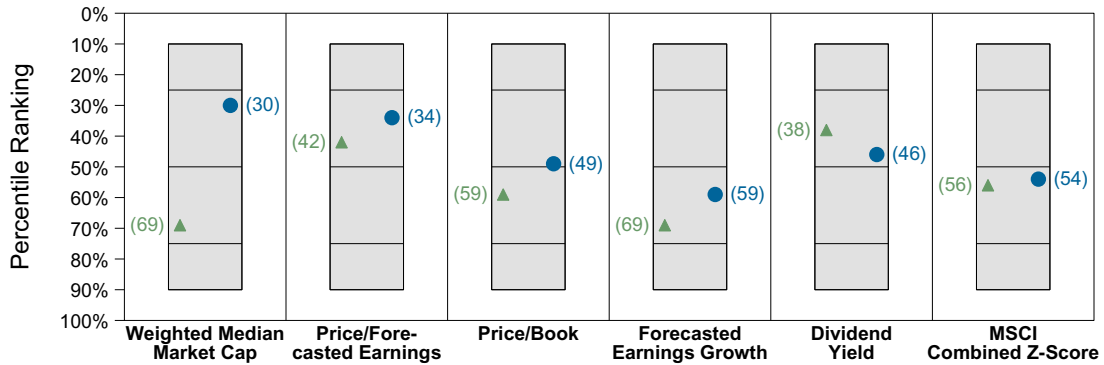 Percentile Ranking
0%
10%
20%
30%
40%
50%
60%
70%
80%
90%
100%
(69)
(30)
(42)
(34)
(59)
(49)
(69)
(59)
(38)
(46)
(56)
(54)
Weighted Median
Market Cap
Price/Fore-
casted Earnings
Price/Book
Forecasted
Earnings Growth
Dividend
Yield
MSCI
Combined Z-Score